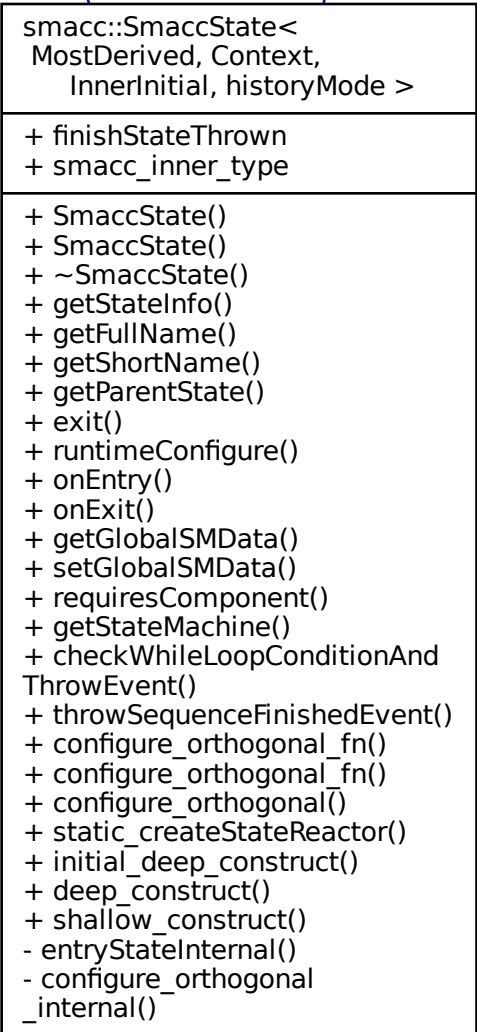 smacc::SmaccState<
MostDerived, Context,
InnerInitial, historyMode >
+ finishStateThrown
+ smacc_inner_type
+ SmaccState()
+ SmaccState()
+ ~SmaccState()
+ getStateInfo()
+ getFullName()
+ getShortName()
+ getParentState()
+ exit()
+ runtimeConfigure()
+ onEntry()
+ onExit()
+ getGlobalSMData()
+ setGlobalSMData()
+ requiresComponent()
+ getStateMachine()
+ checkWhileLoopConditionAnd
ThrowEvent()
+ throwSequenceFinishedEvent()
+ configure_orthogonal_fn()
+ configure_orthogonal_fn()
+ configure_orthogonal()
+ static_createStateReactor()
+ initial_deep_construct()
+ deep_construct()
+ shallow_construct()
- entryStateInternal()
- configure_orthogonal
_internal()